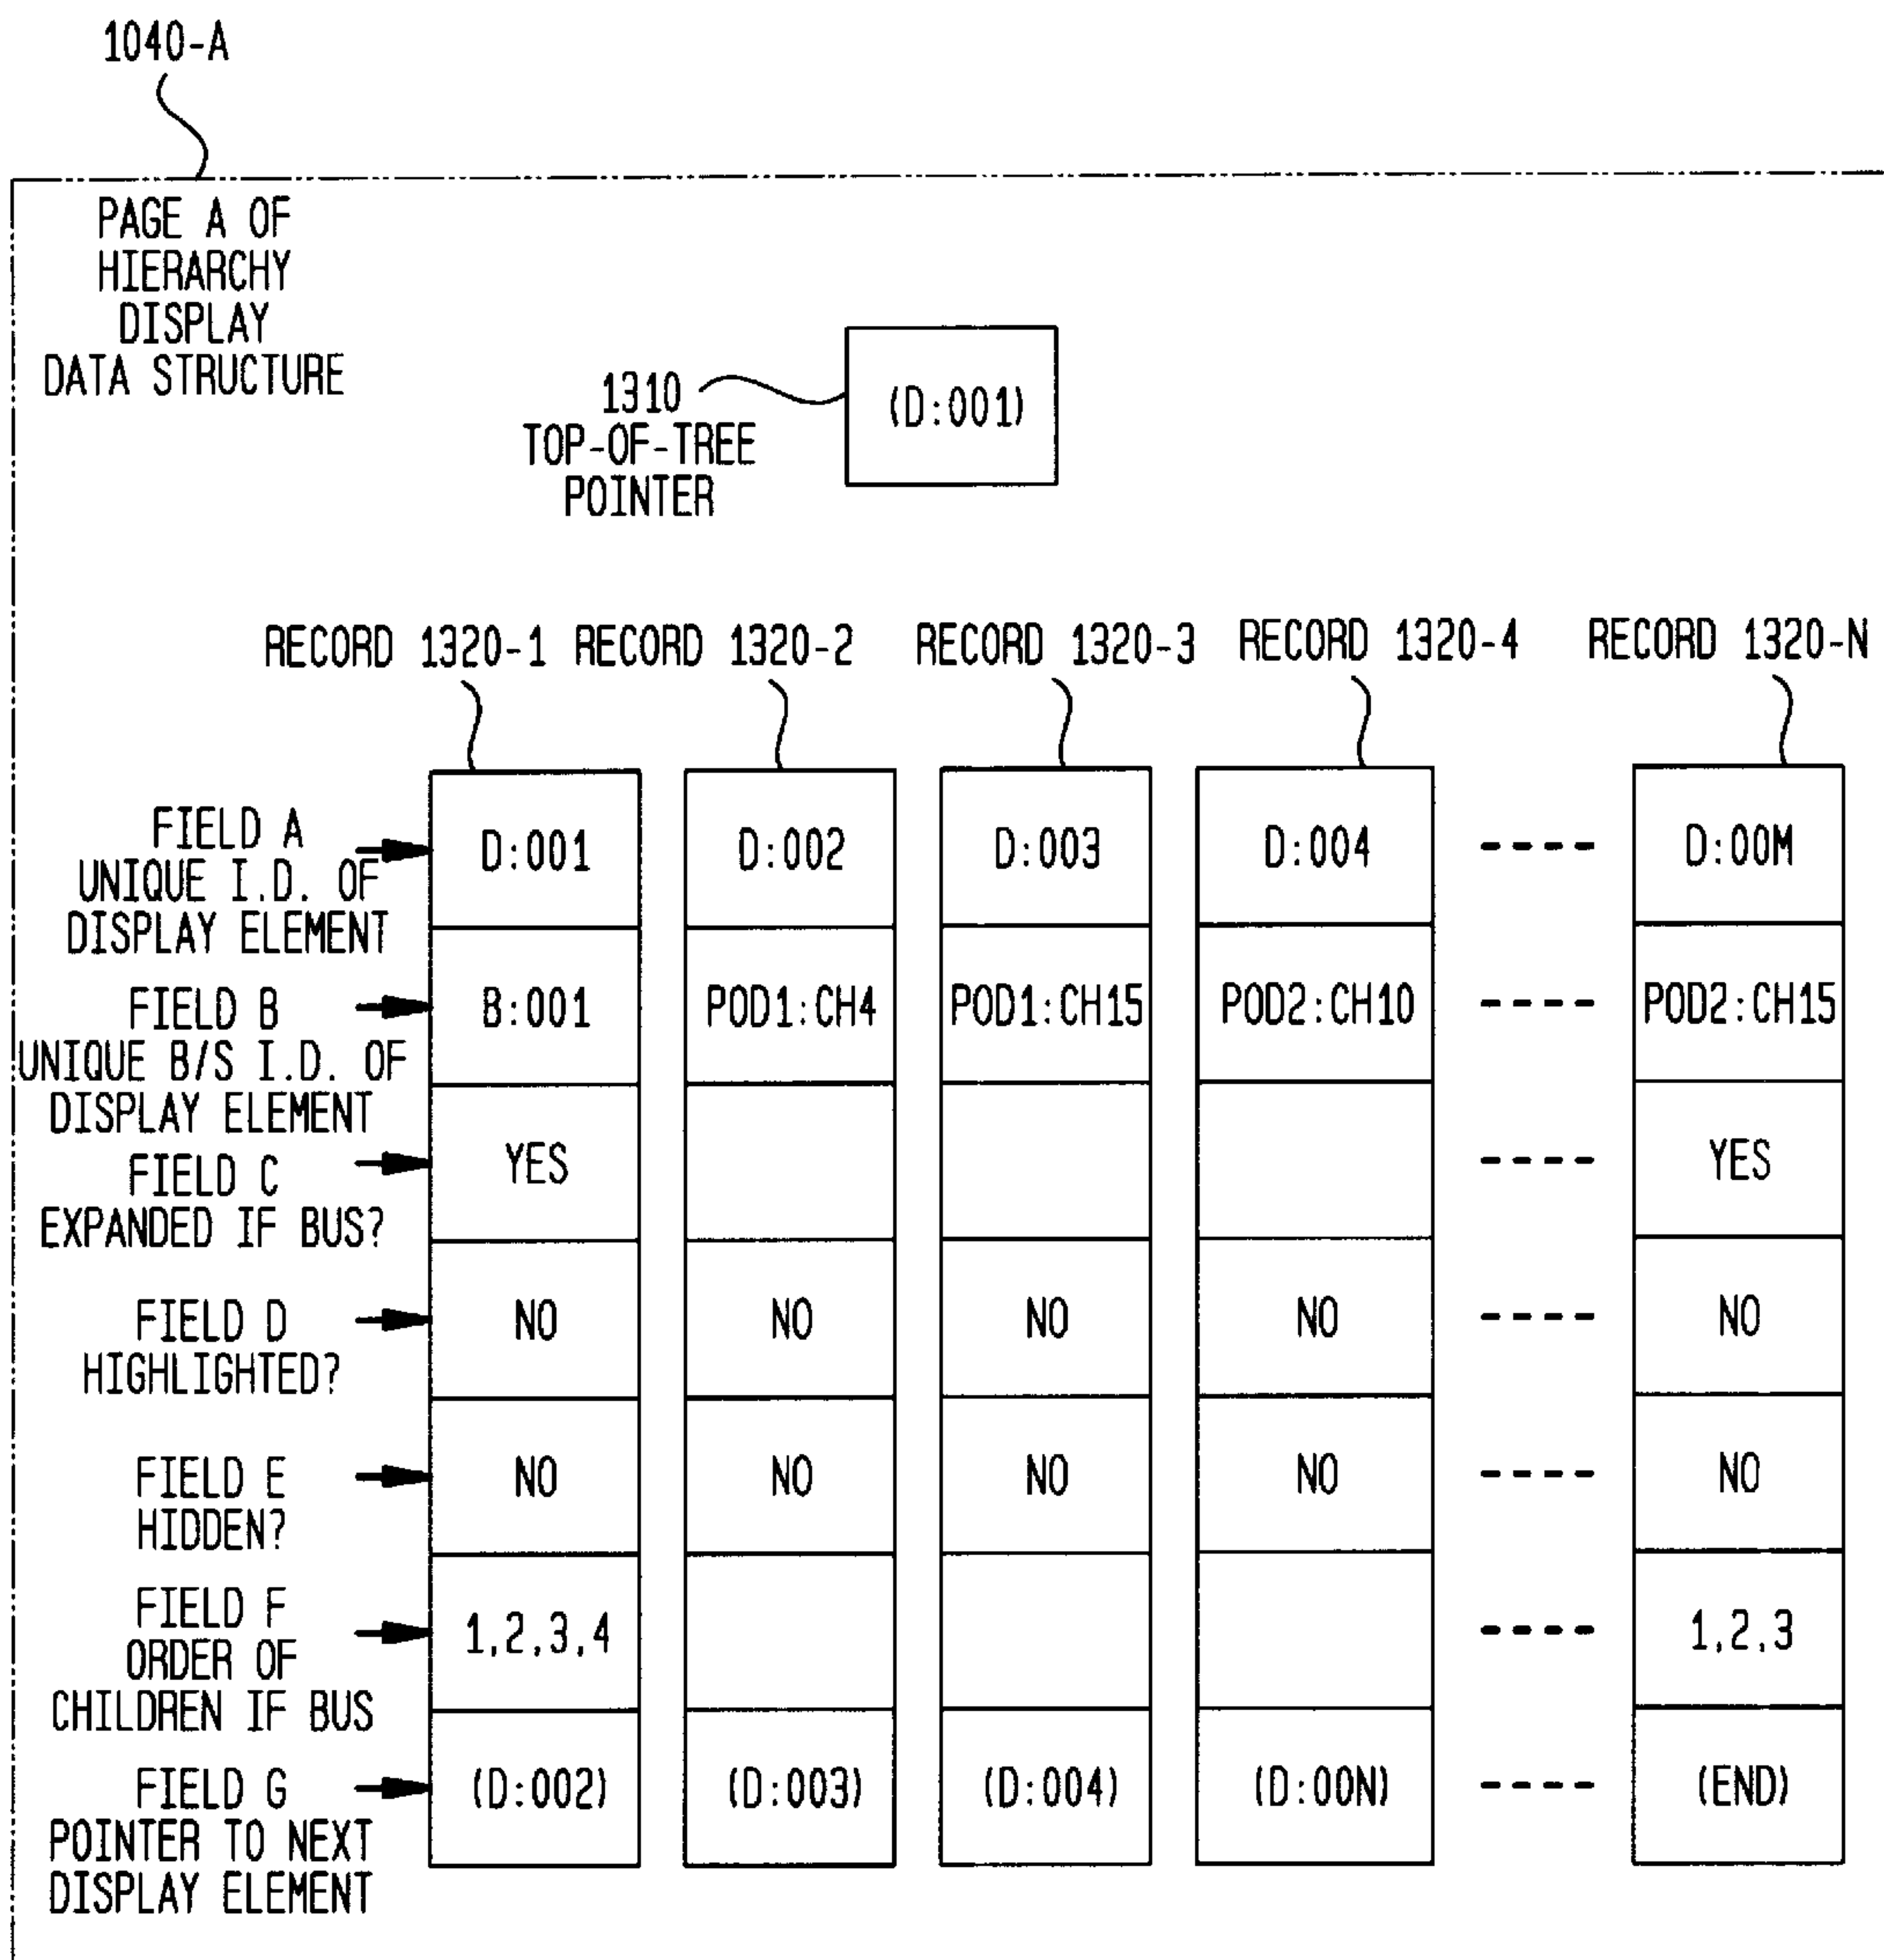 1040-A
PAGE A OF
HIERARCHY
DISPLAY
DATA STRUCTURE
1310
TOP-OF-TREE
POINTER
(D:001)
RECORD 1320-1 RECORD 1320-2 RECORD 1320-3 RECORD 1320-4 RECORD 1320-N
FIELD A
UNIQUE I.D. OF
DISPLAY ELEMENT
D:001 D:002 D:003 D:004 D:00M
FIELD B
UNIQUE B/S I.D. OF
DISPLAY ELEMENT
B:001 POD1:CH4 POD1:CH15 POD2:CH10 POD2:CH15
FIELD C
EXPANDED IF BUS?
YES YES
FIELD D
HIGHLIGHTED?
NO NO NO NO NO
FIELD E
HIDDEN?
NO NO NO NO NO
FIELD F
ORDER OF
CHILDREN IF BUS
1,2,3,4 1,2,3
FIELD G
POINTER TO NEXT
DISPLAY ELEMENT
(D:002) (D:003) (D:004) (D:00N) (END)